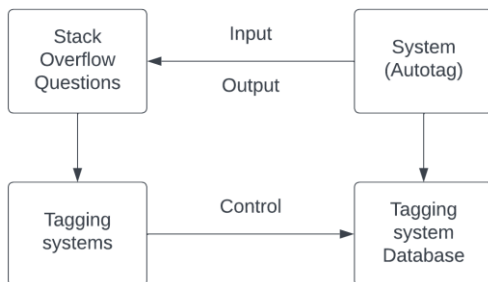 Stack
Overflow
Questions
Input
Output
System
(Autotag)
Tagging
systems
Control
Tagging
system
Database